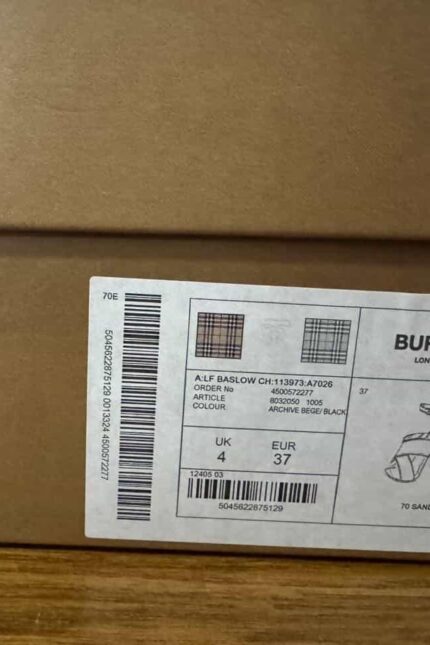 70E
5045622875129 0013324 4500572277
BUR
LON
A:LF BASLOW CH:113973:A7026
ORDER No 4500572277
ARTICLE 8032050 1005
COLOUR ARCHIVE BEGE/ BLACK
37
UK EUR
4 37
12405 03
5045622875129
70 SAND